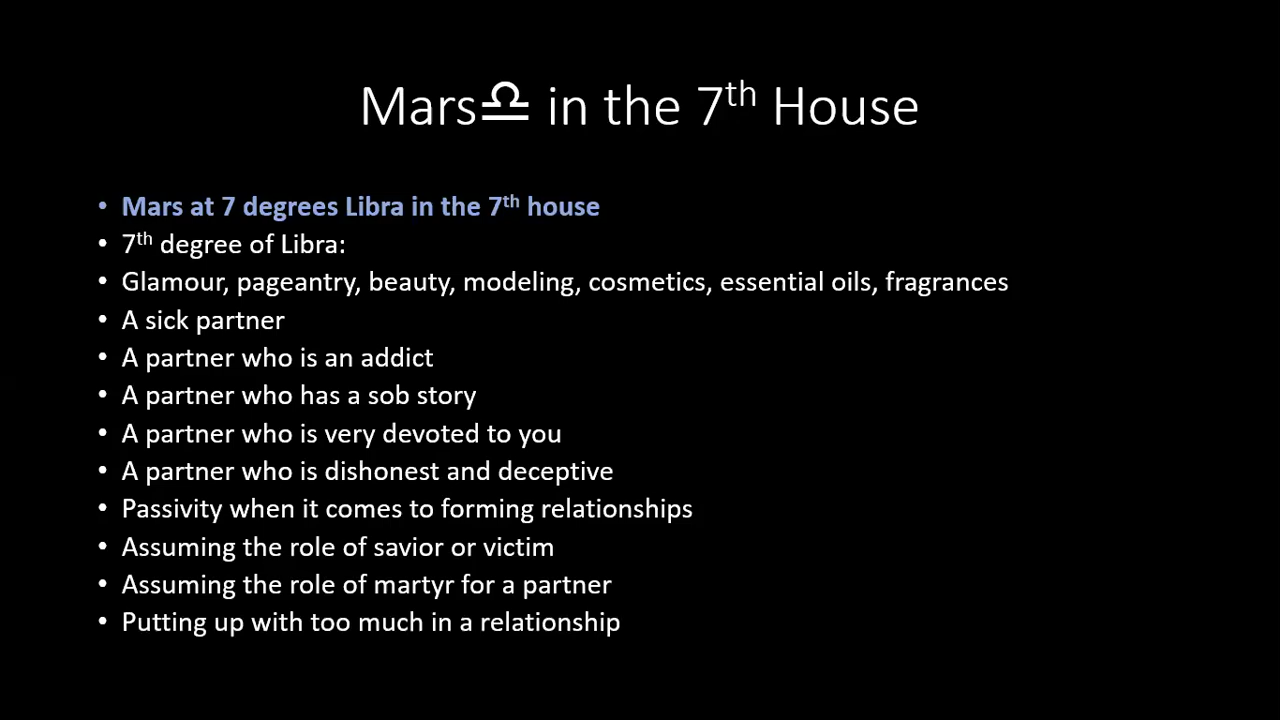 Mars♎ in the 7th House
• Mars at 7 degrees Libra in the 7th house
• 7th degree of Libra:
• Glamour, pageantry, beauty, modeling, cosmetics, essential oils, fragrances
• A sick partner
• A partner who is an addict
• A partner who has a sob story
• A partner who is very devoted to you
• A partner who is dishonest and deceptive
• Passivity when it comes to forming relationships
• Assuming the role of savior or victim
• Assuming the role of martyr for a partner
• Putting up with too much in a relationship